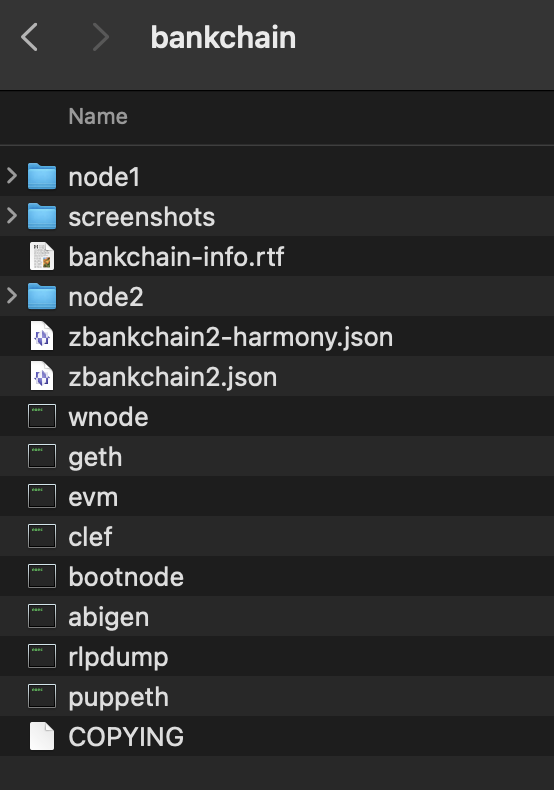 bankchain
Name
node1
screenshots
bankchain-info.rtf
node2
zbankchain2-harmony.json
zbankchain2.json
wnode
geth
evm
clef
bootnode
abigen
rlpdump
puppeth
COPYING